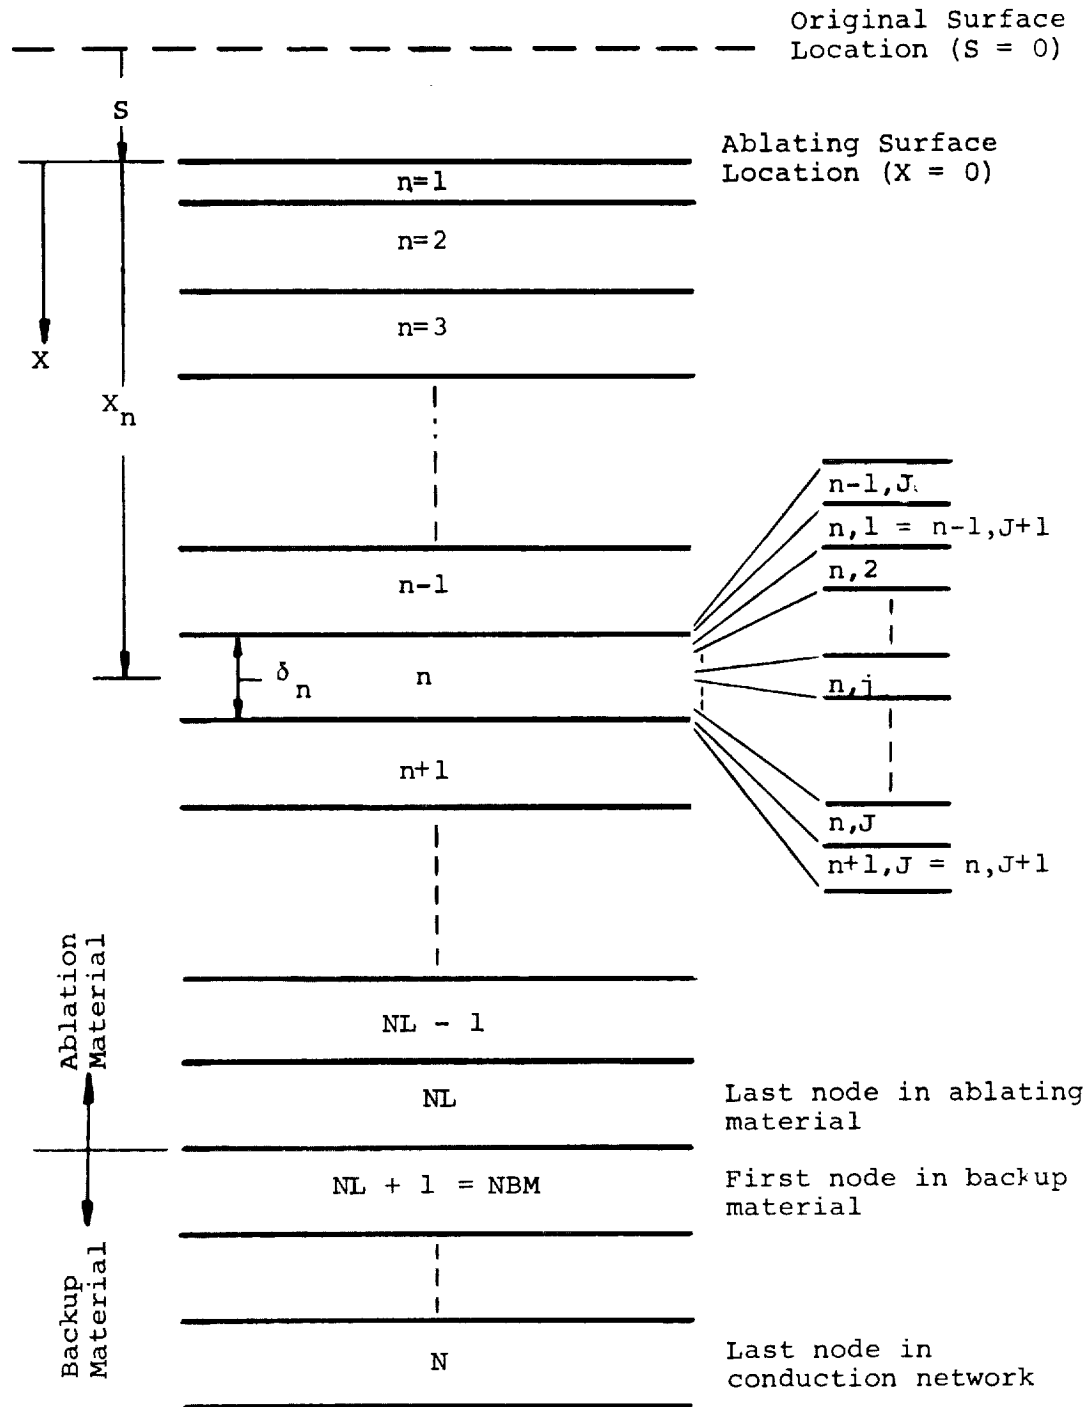 Original Surface
Location (S = 0)
S
Ablating Surface
Location (X = 0)
n=1
n=2
n=3
X
Xn
n-1,J
n,1 = n-1,J+1
n,2
n-1
δn
n
n,j
n+1
n,J
n+1,J = n,J+1
Ablation
Material
NL - 1
NL
Last node in ablating
material
NL + 1 = NBM
First node in backup
material
Backup
Material
N
Last node in
conduction network